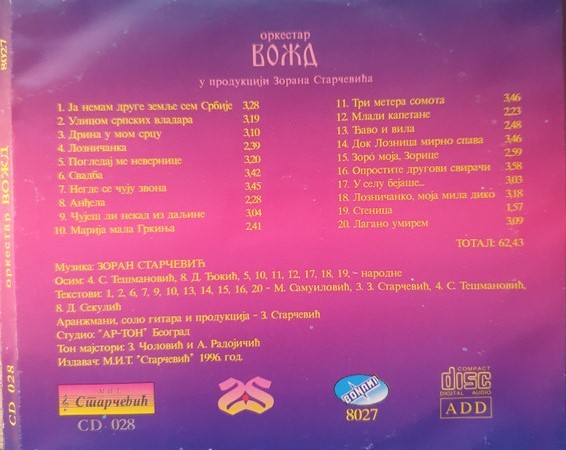 оркестар
ВОЖД
у продукцији Зорана Старчевића
1. Ја немам друге земље сем Србије 3,28
2. Улицом српских владара 3,19
3. Дрина у мом срцу 3,10
4. Лозничанка 2,39
5. Погледај ме невернице 3,20
6. Свадба 3,42
7. Негде се чују звона 3,45
8. Анђела 2,28
9. Чујеш ли некад из даљине 3,04
10. Марија мала Гркиња 2,41
11. Три метера сомота 3,46
12. Млади капетане 2,23
13. Ђаво и вила 2,48
14. Док Лозница мирно спава 3,46
15. Зоро моја, Зорице 2,59
16. Опростите другови свирачи 3,58
17. У селу бејаше... 3,03
18. Лозничанко, моја мила дико 3,18
19. Стеница 1,57
20. Лагано умирем 3,09
ТОТАЛ: 62,43
Музика: ЗОРАН СТАРЧЕВИЋ
Осим: 4. С. Тешмановић, 8. Д. Ђокић, 5, 10, 11, 12, 17, 18, 19, - народне
Текстови: 1, 2, 6, 7, 9, 10, 13, 14, 15, 16, 20 - М. Самуиловић, 3. З. Старчевић, 4. С. Тешмановић,
8. Д. Секулић
Аранжмани, соло гитара и продукција - З. Старчевић
Студио: "АР-ТОН" Београд
Тон мајстори: З. Чоловић и А. Радојичић
Издавач: М.И.Т. "Старчевић" 1996. год.
М И Т
Старчевић
CD 028
8027
COMPACT
disc
DIGITAL AUDIO
ADD
8027
оркестар ВОЖД
CD 028